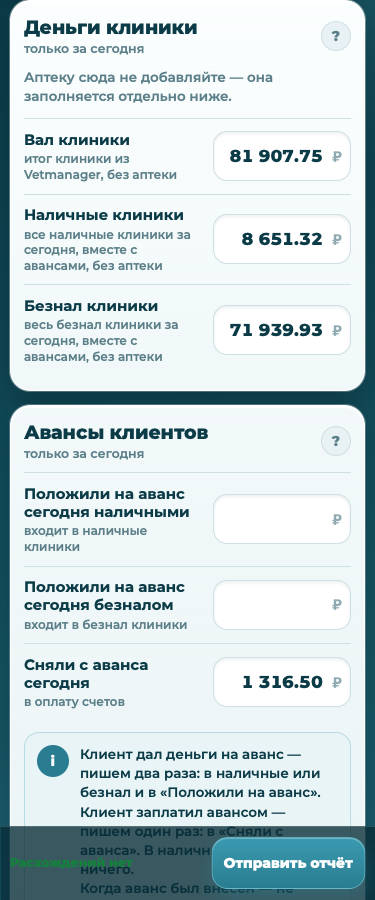 Деньги клиники
только за сегодня
?
Аптеку сюда не добавляйте — она
заполняется отдельно ниже.
Вал клиники
итог клиники из
Vetmanager, без аптеки
81 907.75 ₽
Наличные клиники
все наличные клиники за
сегодня, вместе с
авансами, без аптеки
8 651.32 ₽
Безнал клиники
весь безнал клиники за
сегодня, вместе с
авансами, без аптеки
71 939.93 ₽
Авансы клиентов
только за сегодня
?
Положили на аванс
сегодня наличными
входит в наличные
клиники
₽
Положили на аванс
сегодня безналом
входит в безнал клиники
₽
Сняли с аванса
сегодня
в оплату счетов
1 316.50 ₽
i
Клиент дал деньги на аванс —
пишем два раза: в наличные или
безнал и в «Положили на аванс».
Клиент заплатил авансом —
пишем один раз: в «Сняли с
аванса». В наличн
ничего.
Когда аванс был внесен — не
Расхождений нет
Отправить отчёт